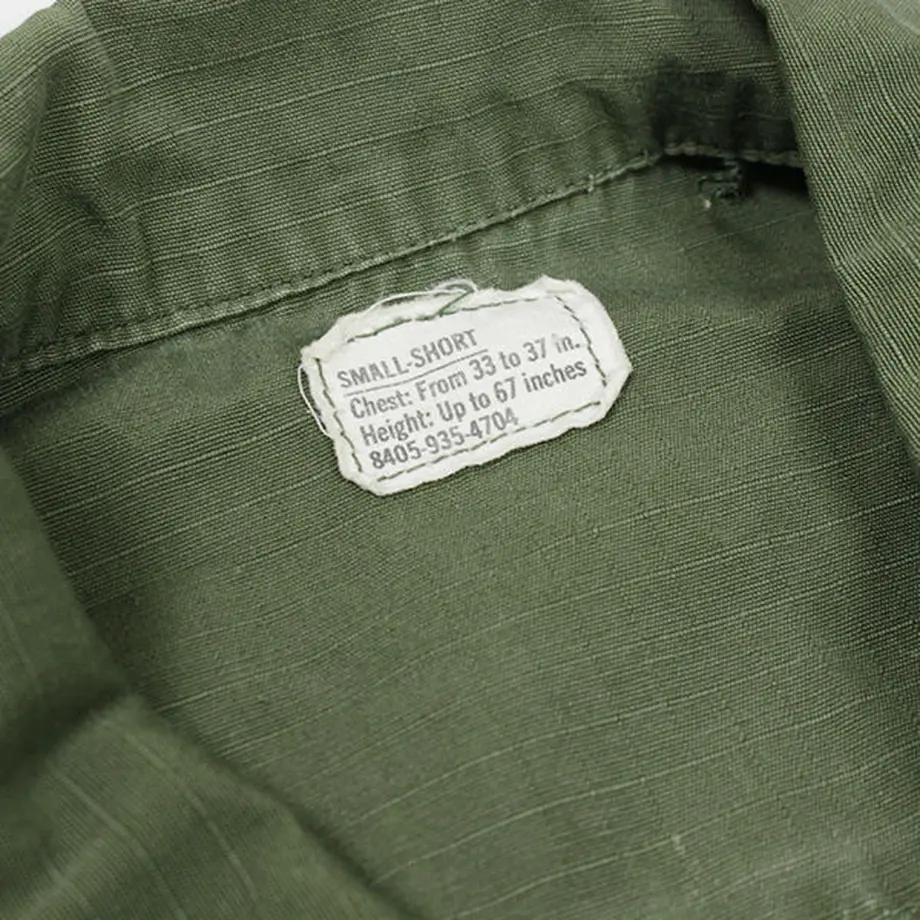 SMALL-SHORT
Chest: From 33 to 37 in.
Height: Up to 67 inches
8405-935-4704